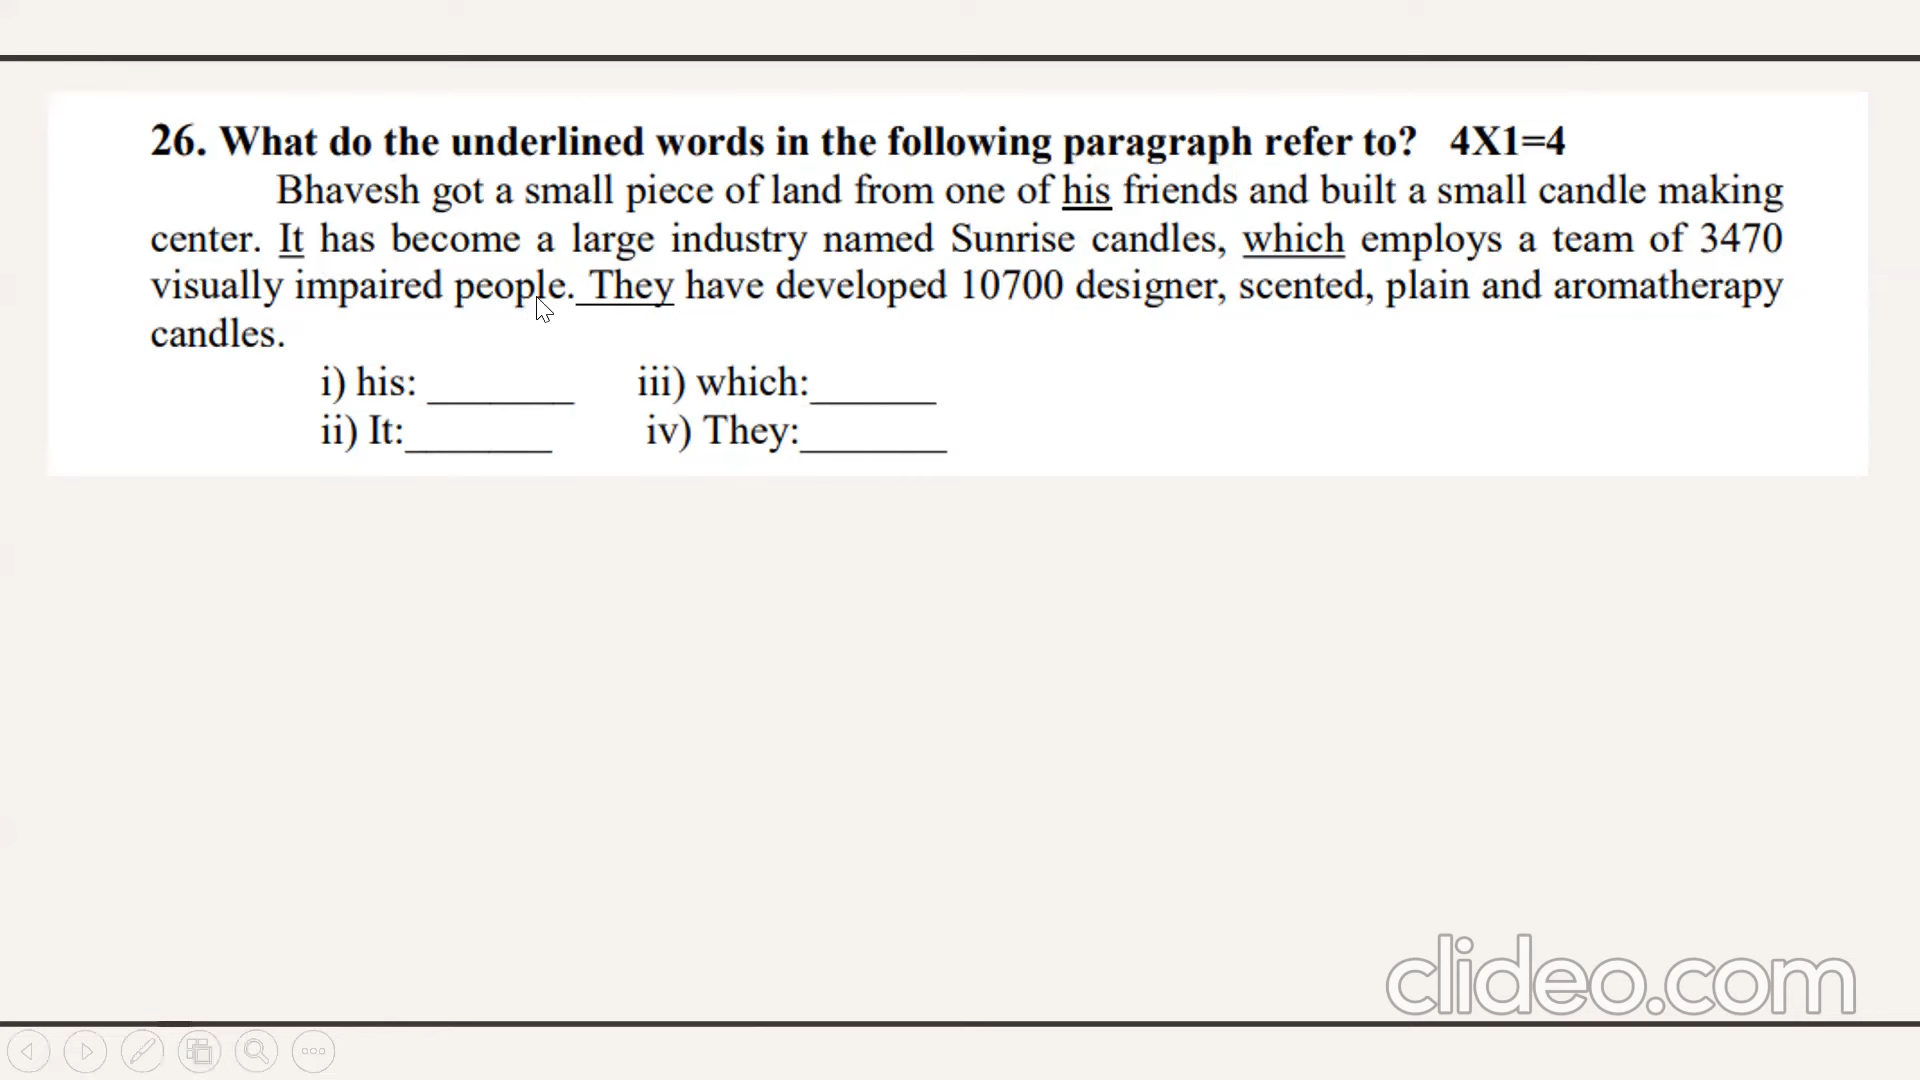 26. What do the underlined words in the following paragraph refer to? 4X1=4
Bhavesh got a small piece of land from one of his friends and built a small candle making
center. It has become a large industry named Sunrise candles, which employs a team of 3470
visually impaired people. They have developed 10700 designer, scented, plain and aromatherapy
candles.
i) his: _______ iii) which:______
ii) It:_______ iv) They:_______
clideo.com